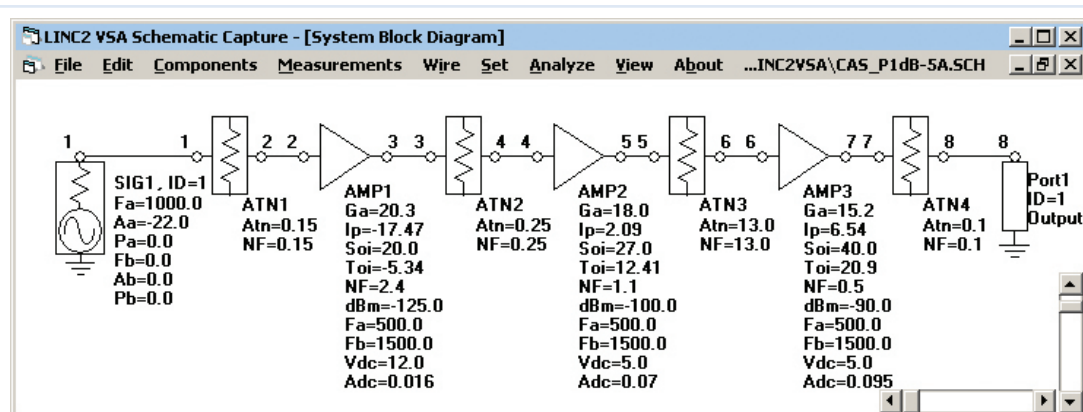 LINC2 VSA Schematic Capture - [System Block Diagram]
File Edit Components Measurements Wire Set Analyze View About ...INC2VSA\CAS_P1dB-5A.SCH
1 1 2 2 3 3 4 4 5 5 6 6 7 7 8 8
SIG1, ID=1
Fa=1000.0
Aa=-22.0
Pa=0.0
Fb=0.0
Ab=0.0
Pb=0.0
ATN1
Atn=0.15
NF=0.15
AMP1
Ga=20.3
Ip=-17.47
Soi=20.0
Toi=-5.34
NF=2.4
dBm=-125.0
Fa=500.0
Fb=1500.0
Vdc=12.0
Adc=0.016
ATN2
Atn=0.25
NF=0.25
AMP2
Ga=18.0
Ip=2.09
Soi=27.0
Toi=12.41
NF=1.1
dBm=-100.0
Fa=500.0
Fb=1500.0
Vdc=5.0
Adc=0.07
ATN3
Atn=13.0
NF=13.0
AMP3
Ga=15.2
Ip=6.54
Soi=40.0
Toi=20.9
NF=0.5
dBm=-90.0
Fa=500.0
Fb=1500.0
Vdc=5.0
Adc=0.095
ATN4
Atn=0.1
NF=0.1
Port1
ID=1
Output